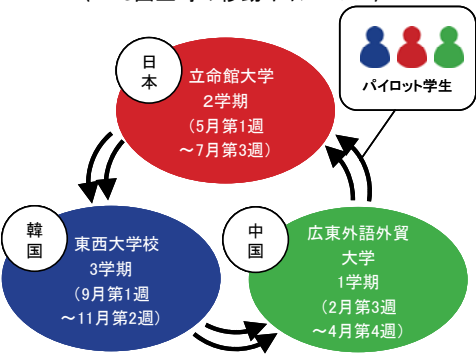 パイロット学生
日
本
立命館大学
2学期
（5月第1週
～7月第3週）
韓
国
東西大学校
3学期
（9月第1週
～11月第2週）
中
国
広東外語外貿
大学
1学期
（2月第3週
～4月第4週）